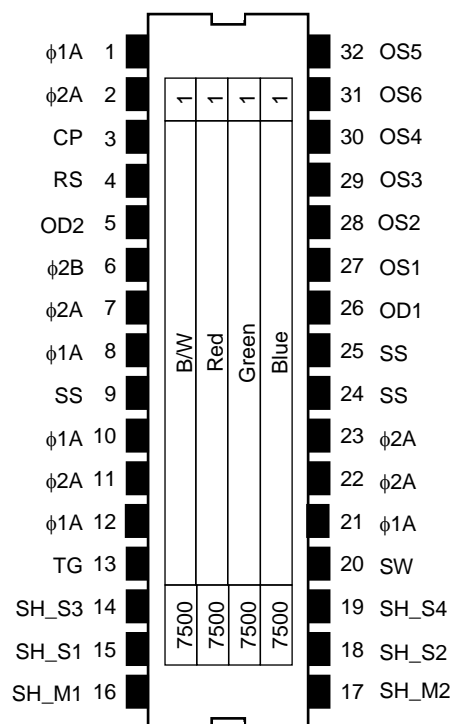 ϕ1A 1
ϕ2A 2
CP 3
RS 4
OD2 5
ϕ2B 6
ϕ2A 7
ϕ1A 8
SS 9
ϕ1A 10
ϕ2A 11
ϕ1A 12
TG 13
SH_S3 14
SH_S1 15
SH_M1 16
1 1 1 1
B/W Red Green Blue
7500 7500 7500 7500
32 OS5
31 OS6
30 OS4
29 OS3
28 OS2
27 OS1
26 OD1
25 SS
24 SS
23 ϕ2A
22 ϕ2A
21 ϕ1A
20 SW
19 SH_S4
18 SH_S2
17 SH_M2